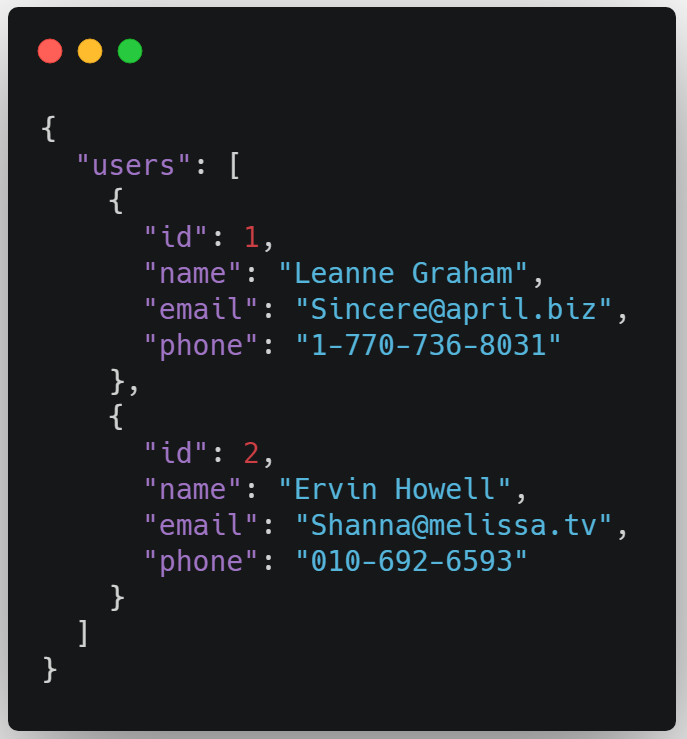 {
  "users": [
    {
      "id": 1,
      "name": "Leanne Graham",
      "email": "Sincere@april.biz",
      "phone": "1-770-736-8031"
    },
    {
      "id": 2,
      "name": "Ervin Howell",
      "email": "Shanna@melissa.tv",
      "phone": "010-692-6593"
    }
  ]
}